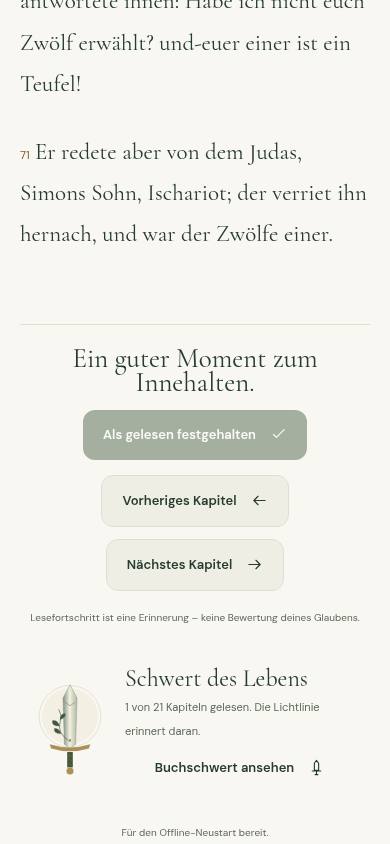 antwortete ihnen: Habe ich nicht euch
Zwölf erwählt? und-euer einer ist ein
Teufel!
71 Er redete aber von dem Judas,
Simons Sohn, Ischariot; der verriet ihn
hernach, und war der Zwölfe einer.
Ein guter Moment zum
Innehalten.
Als gelesen festgehalten
Vorheriges Kapitel
Nächstes Kapitel
Lesefortschritt ist eine Erinnerung – keine Bewertung deines Glaubens.
Schwert des Lebens
1 von 21 Kapiteln gelesen. Die Lichtlinie
erinnert daran.
Buchschwert ansehen
Für den Offline-Neustart bereit.